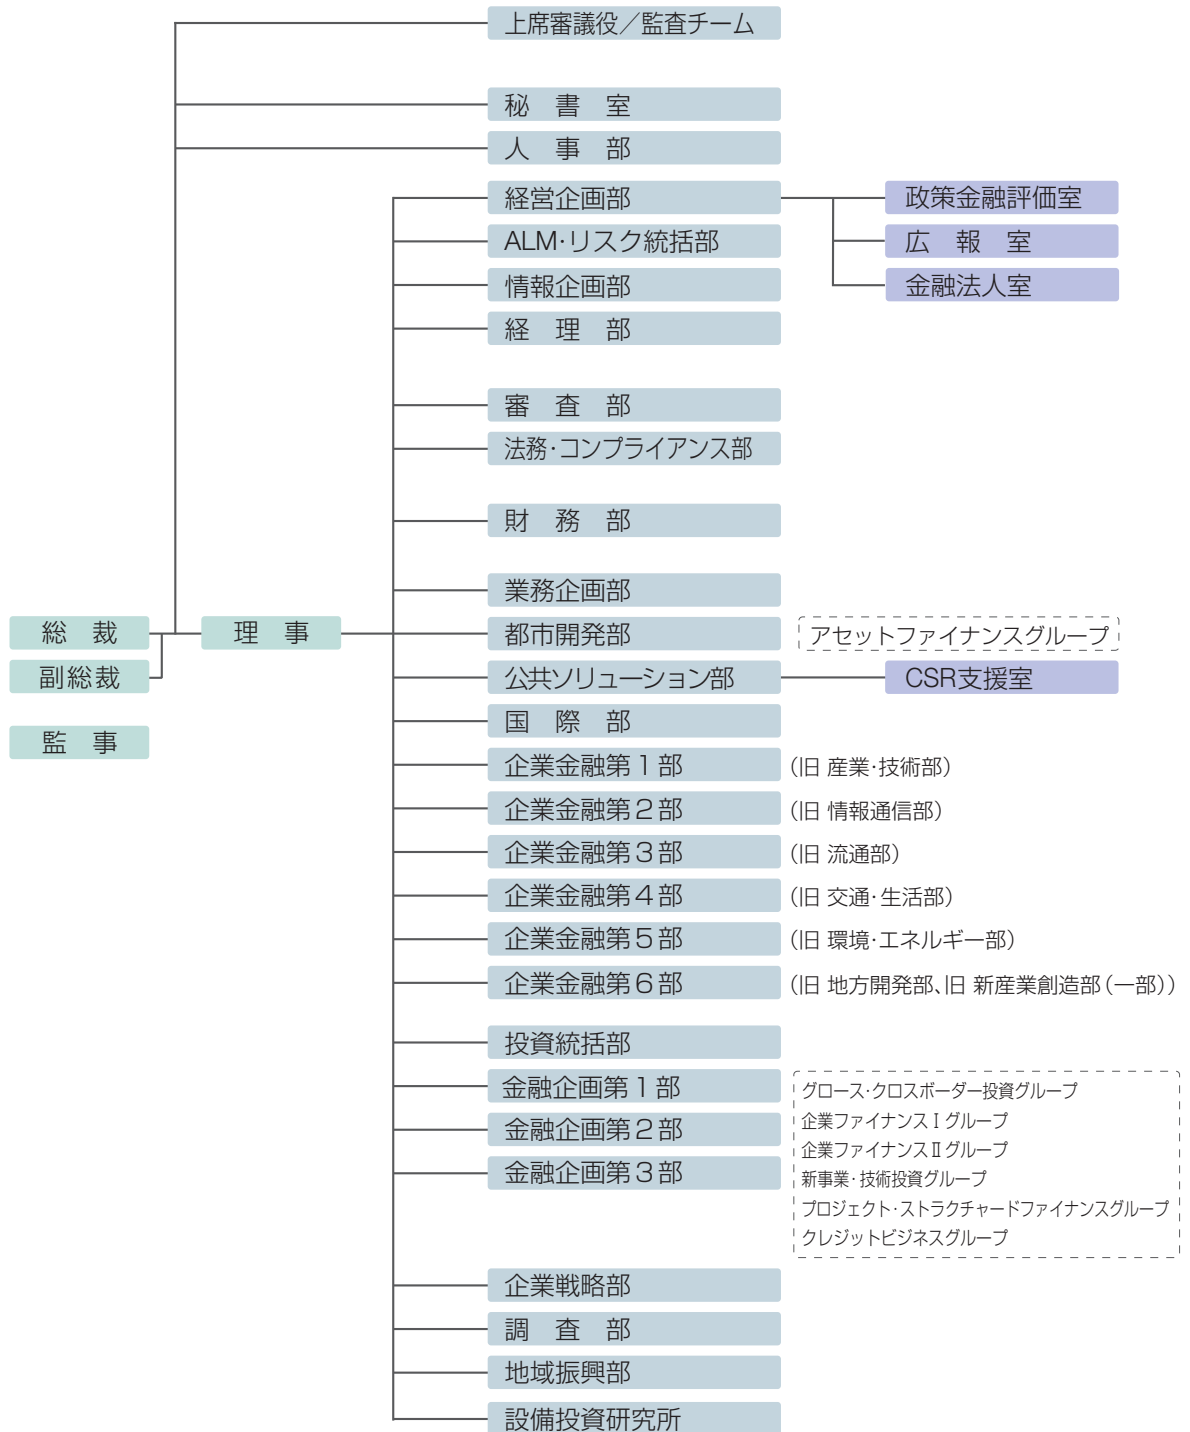 上席審議役／監査チーム
秘　書　室
人　事　部
経営企画部
政策金融評価室
ALM・リスク統括部
広　報　室
情報企画部
金融法人室
経　理　部
審　査　部
法務・コンプライアンス部
財　務　部
業務企画部
総　裁
理　事
都市開発部
アセットファイナンスグループ
副総裁
公共ソリューション部
CSR支援室
監　事
国　際　部
企業金融第１部
（旧 産業・技術部）
企業金融第２部
（旧 情報通信部）
企業金融第３部
（旧 流通部）
企業金融第４部
（旧 交通・生活部）
企業金融第５部
（旧 環境・エネルギー部）
企業金融第６部
（旧 地方開発部、旧 新産業創造部（一部））
投資統括部
金融企画第１部
金融企画第２部
金融企画第３部
グロース・クロスボーダー投資グループ
企業ファイナンスⅠグループ
企業ファイナンスⅡグループ
新事業・技術投資グループ
プロジェクト・ストラクチャードファイナンスグループ
クレジットビジネスグループ
企業戦略部
調　査　部
地域振興部
設備投資研究所